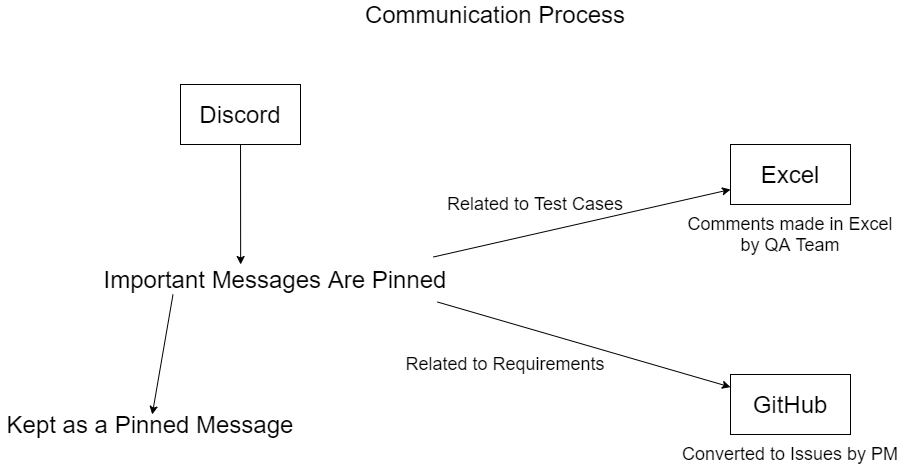 Communication Process
Discord
Excel
Related to Test Cases
Comments made in Excel
by QA Team
Important Messages Are Pinned
Related to Requirements
GitHub
Kept as a Pinned Message
Converted to Issues by PM